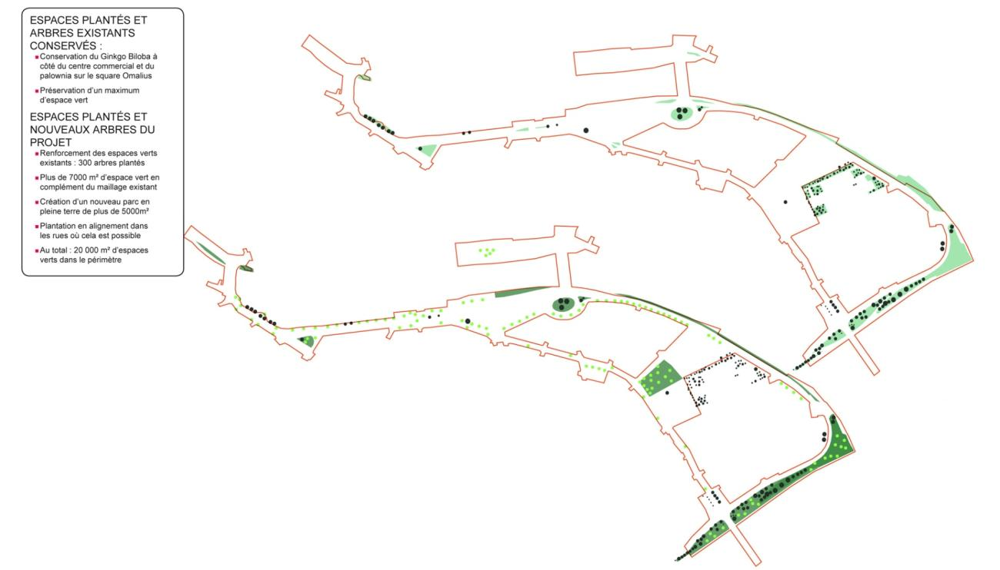 ESPACES PLANTÉS ET
ARBRES EXISTANTS
CONSERVÉS :
Conservation du Ginkgo Biloba à
côté du centre commercial et du
palownia sur le square Omalius
Préservation d'un maximum
d'espace vert
ESPACES PLANTÉS ET
NOUVEAUX ARBRES DU
PROJET
Renforcement des espaces verts
existants : 300 arbres plantés
Plus de 7000 m² d'espace vert en
complément du maillage existant
Création d'un nouveau parc en
pleine terre de plus de 5000m²
Plantation en alignement dans
les rues où cela est possible
Au total : 20 000 m² d'espaces
verts dans le périmètre